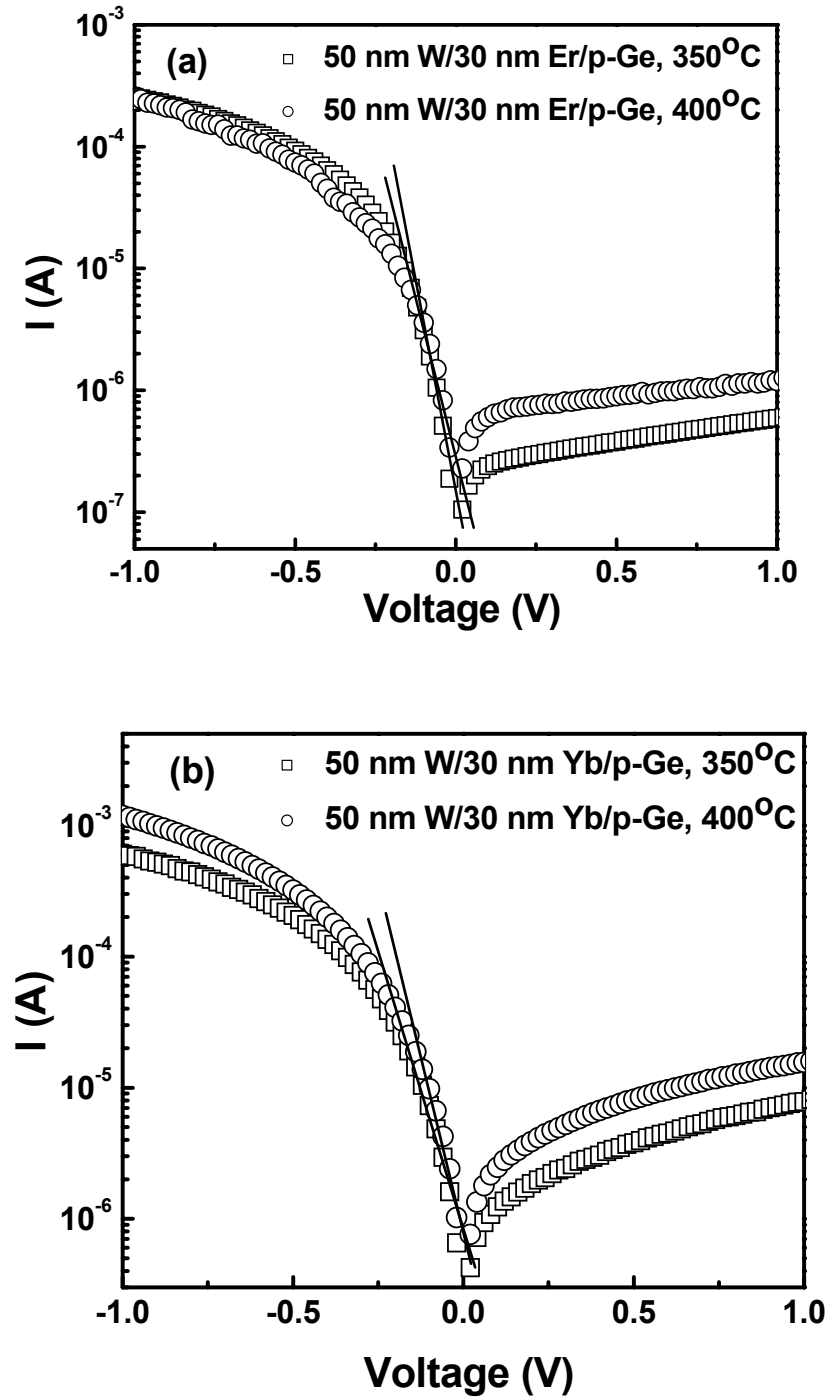 (a)
50 nm W/30 nm Er/p-Ge, 350°C
50 nm W/30 nm Er/p-Ge, 400°C
I (A)
10⁻³
10⁻⁴
10⁻⁵
10⁻⁶
10⁻⁷
-1.0 -0.5 0.0 0.5 1.0
Voltage (V)
(b)
50 nm W/30 nm Yb/p-Ge, 350°C
50 nm W/30 nm Yb/p-Ge, 400°C
I (A)
10⁻³
10⁻⁴
10⁻⁵
10⁻⁶
-1.0 -0.5 0.0 0.5 1.0
Voltage (V)